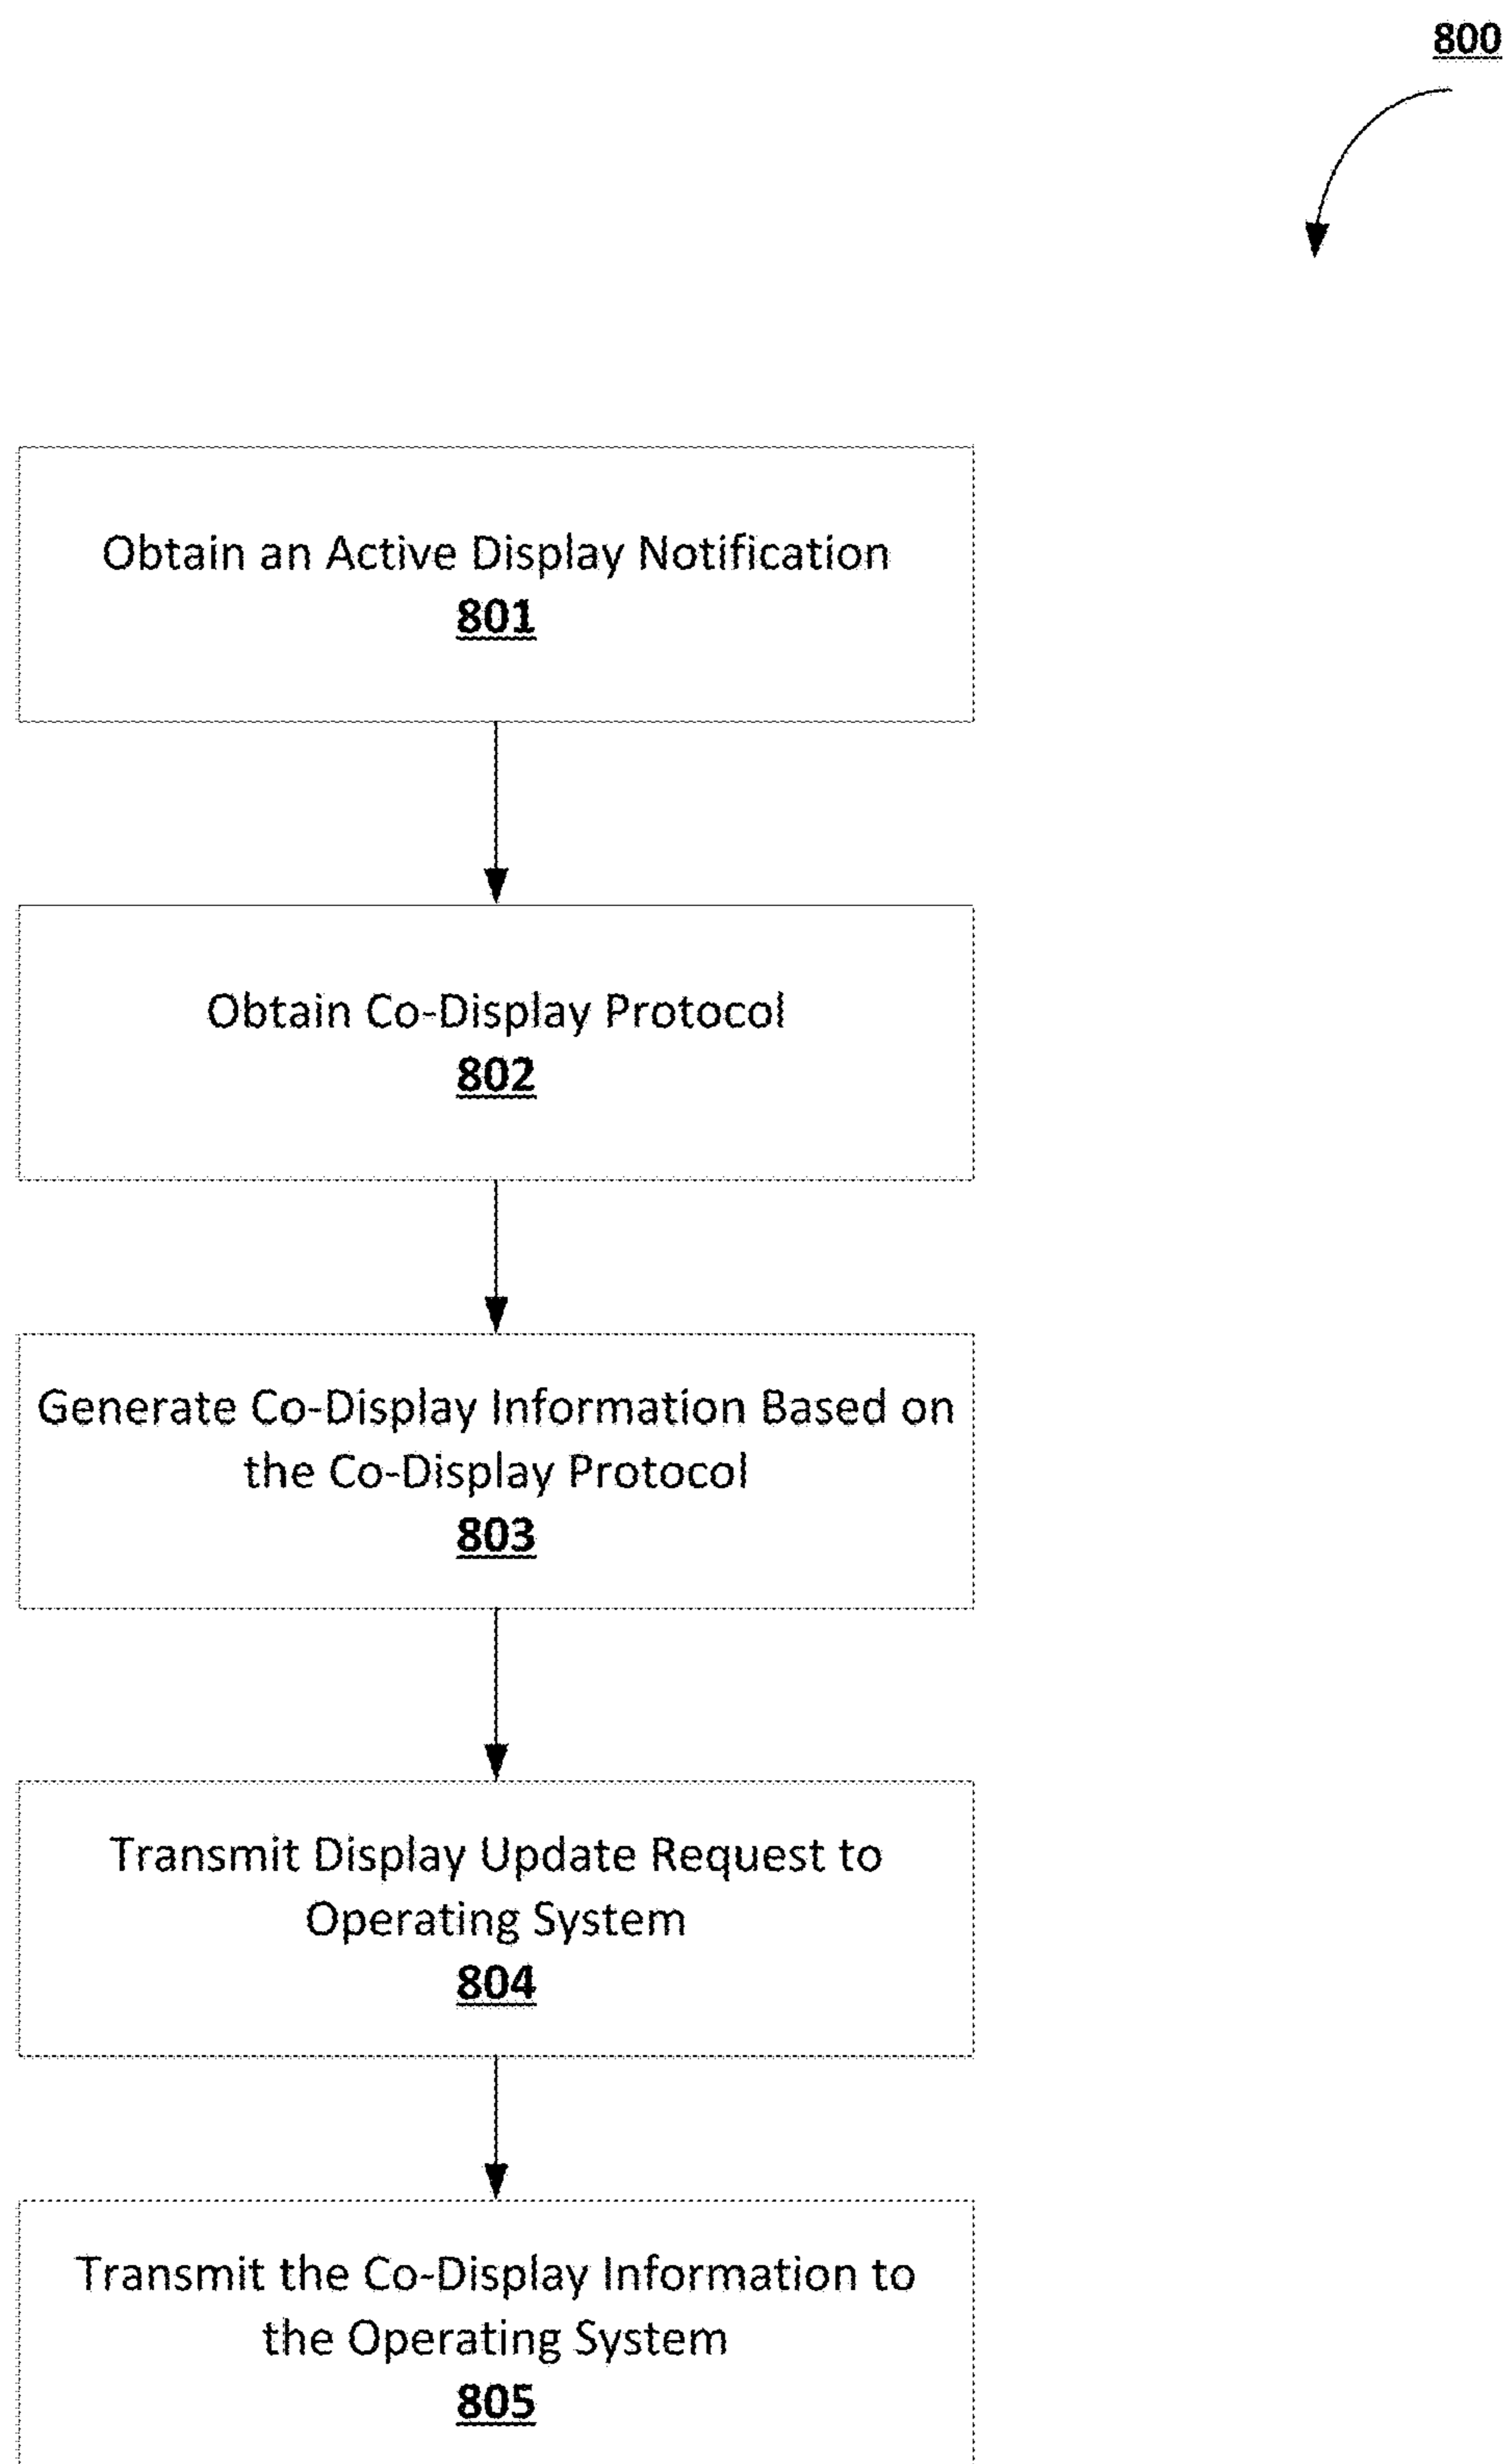 800
Obtain an Active Display Notification
801
Obtain Co-Display Protocol
802
Generate Co-Display Information Based on
the Co-Display Protocol
803
Transmit Display Update Request to
Operating System
804
Transmit the Co-Display Information to
the Operating System
805